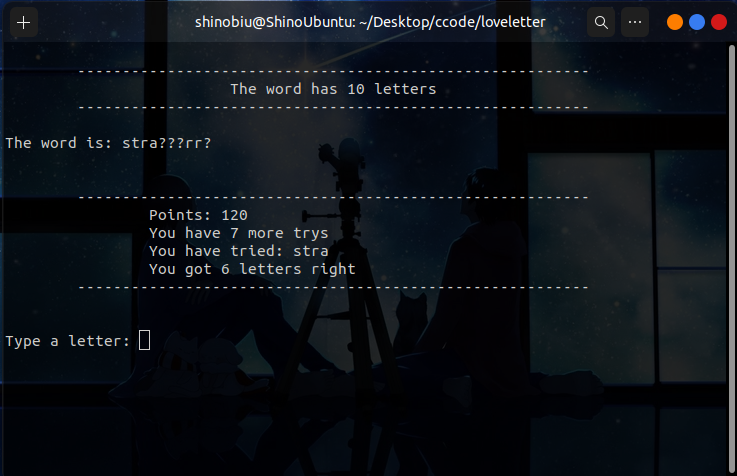 shinobiu@ShinoUbuntu: ~/Desktop/ccode/loveletter
---------------------------------------------------------
The word has 10 letters
---------------------------------------------------------
The word is: stra???rr?
---------------------------------------------------------
Points: 120
You have 7 more trys
You have tried: stra
You got 6 letters right
---------------------------------------------------------
Type a letter: